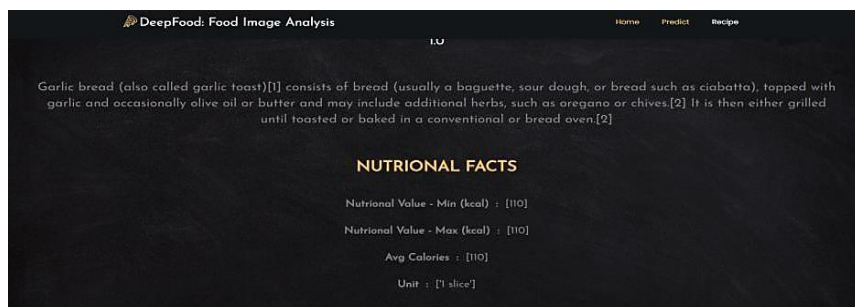 DeepFood: Food Image Analysis
Home Predict Recipe
1.0
Garlic bread (also called garlic toast)[1] consists of bread (usually a baguette, sour dough, or bread such as ciabatta), topped with
garlic and occasionally olive oil or butter and may include additional herbs, such as oregano or chives.[2] It is then either grilled
until toasted or baked in a conventional or bread oven.[2]
NUTRIONAL FACTS
Nutrional Value - Min (kcal) : [110]
Nutrional Value - Max (kcal) : [110]
Avg Calories : [110]
Unit : ['1 slice']